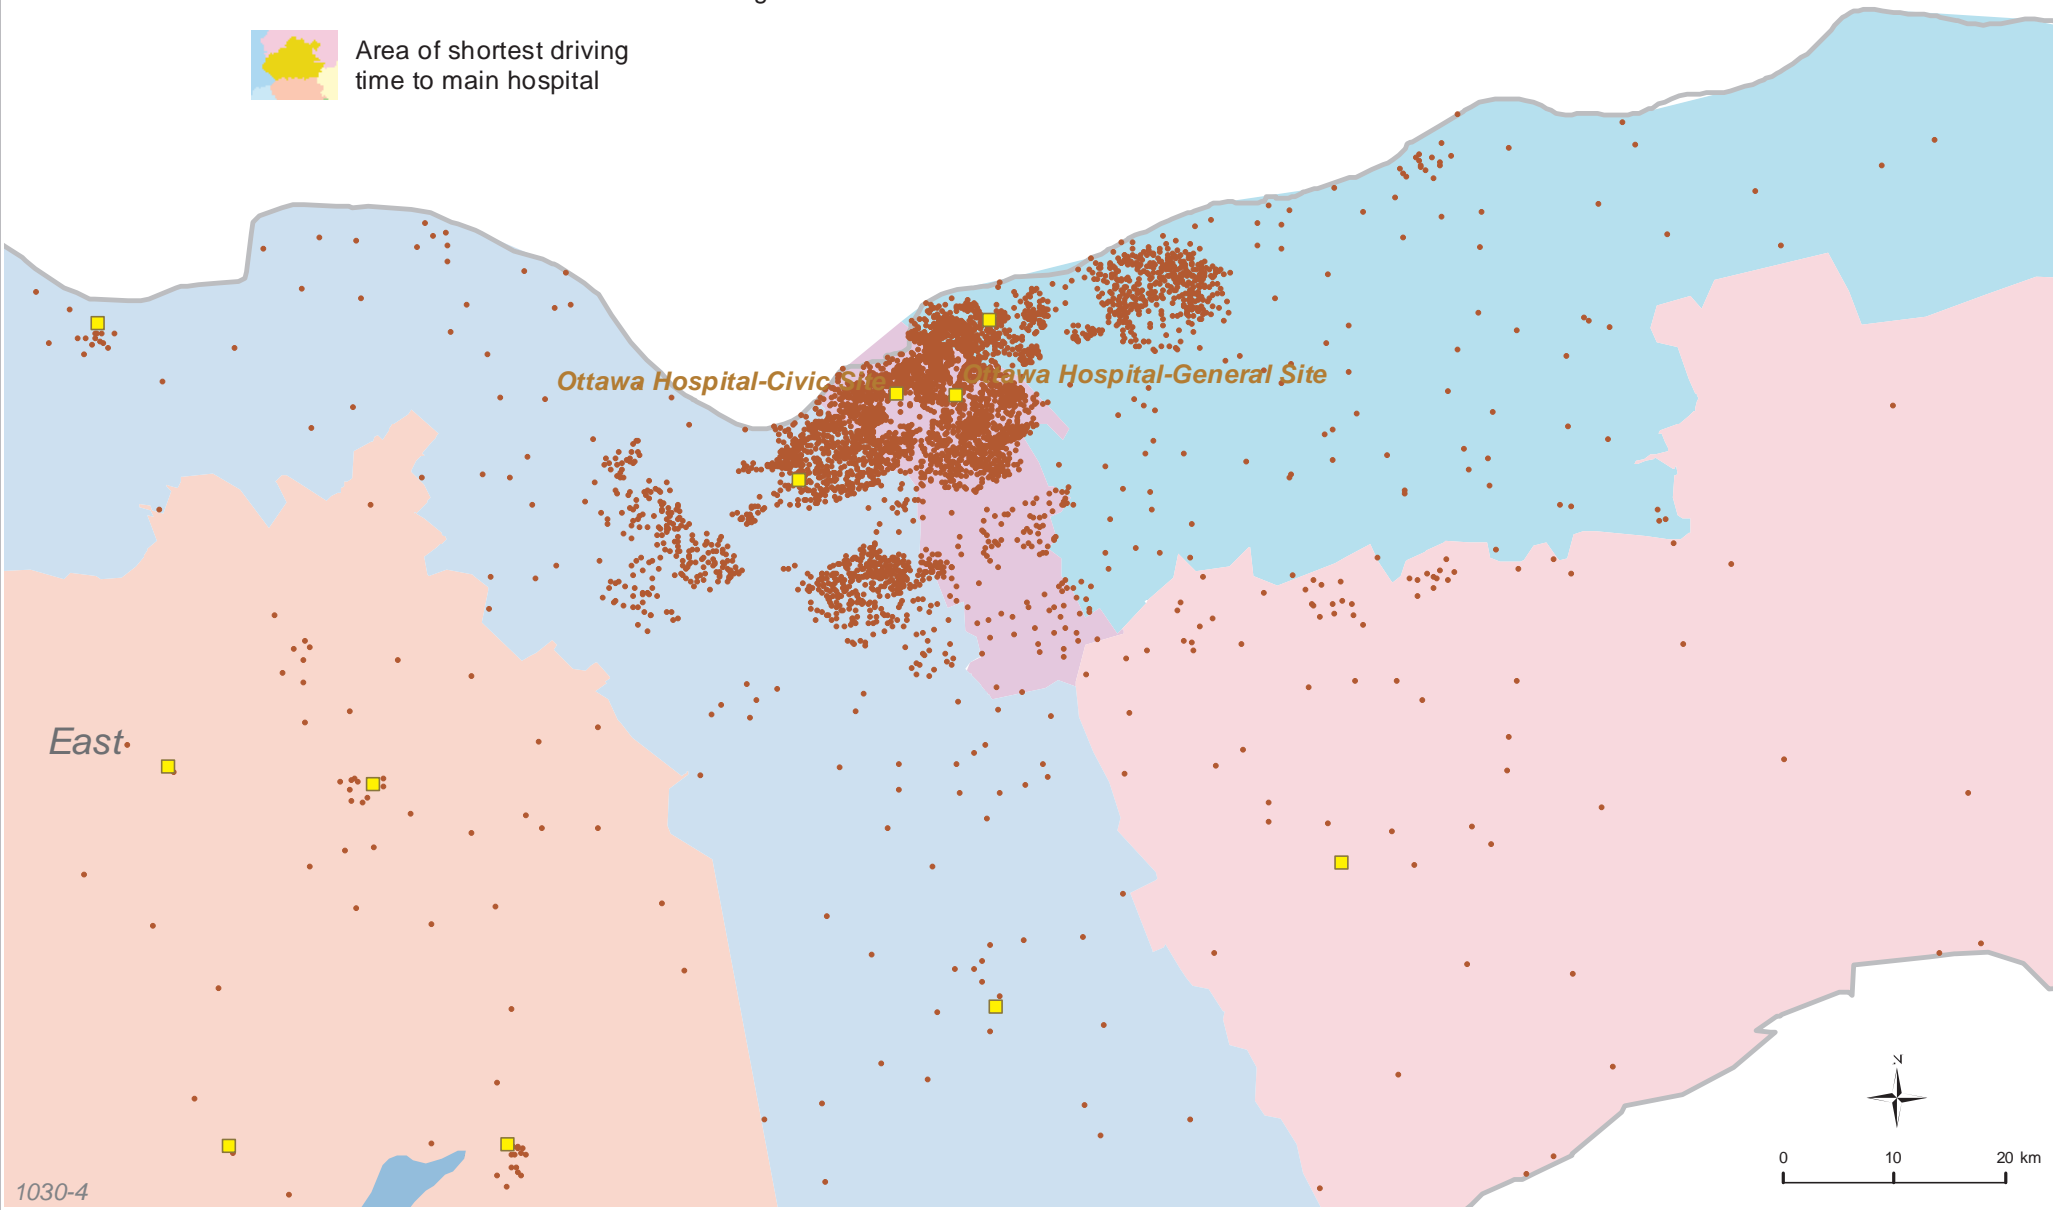 Area of shortest driving
time to main hospital
Ottawa Hospital-Civic Site
Ottawa Hospital-General Site
East
N
0 10 20 km
1030-4